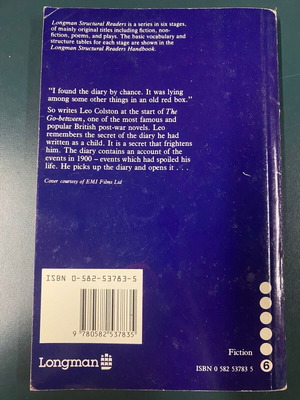 Longman Structural Readers is a series in six stages,
of mainly original titles including fiction, non-
fiction, poems, and plays. The basic vocabulary and
structure tables for each stage are shown in the
Longman Structural Readers Handbook.
"I found the diary by chance. It was lying
among some other things in an old red box."
So writes Leo Colston at the start of The
Go-between, one of the most famous and
popular British post-war novels. Leo
remembers the secret of the diary he had
written as a child. It is a secret that frightens
him. The diary contains an account of the
events in 1900 – events which had spoiled his
life. He picks up the diary and opens it . . .
Cover courtesy of EMI Films Ltd
ISBN 0-582-53783-5
9 780582 537835
Longman
Fiction
6
ISBN 0 582 53783 5